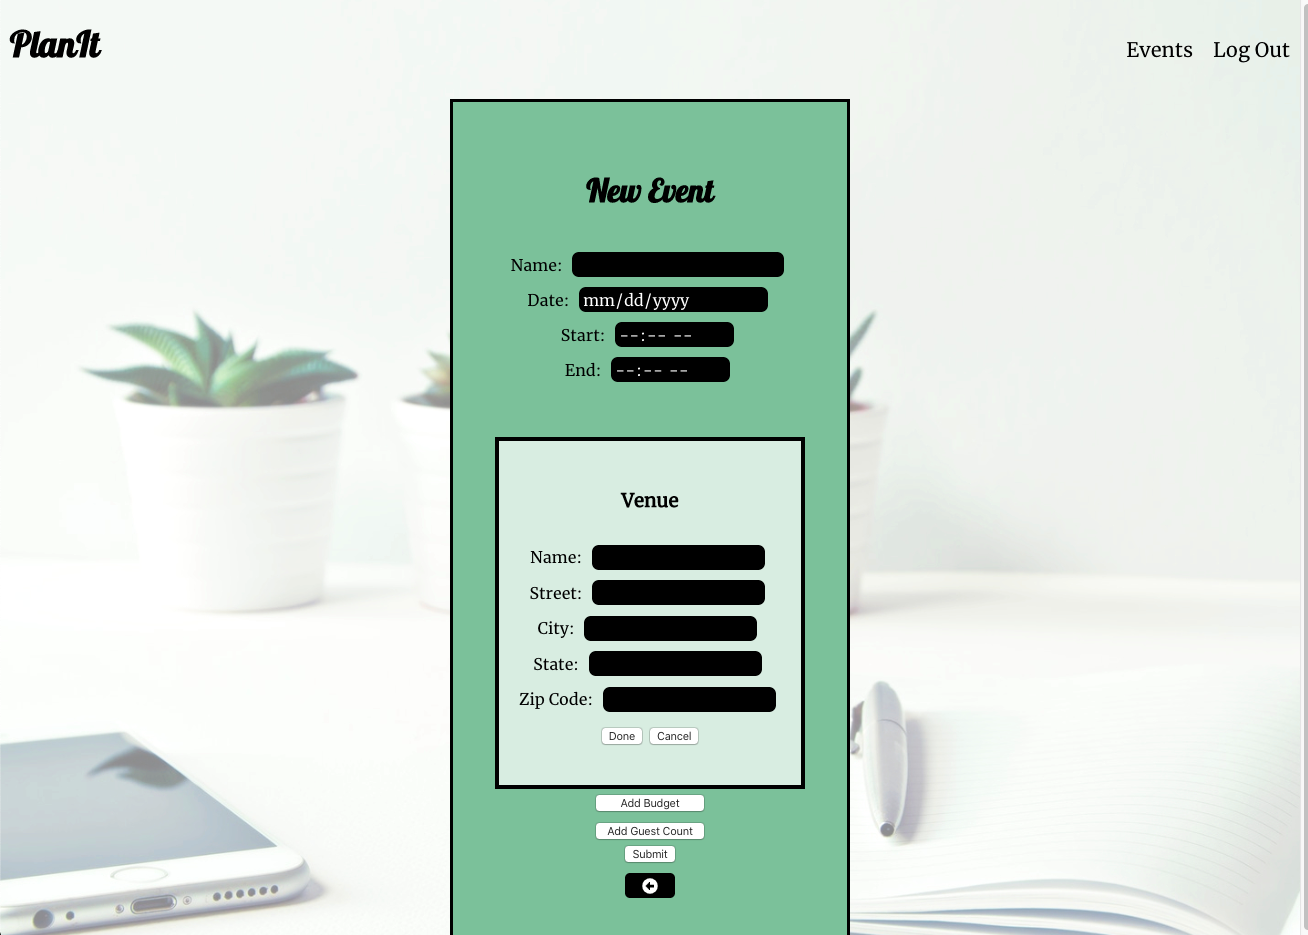 PlanIt
Events Log Out
New Event
Name:
Date: mm/dd/yyyy
Start: --:-- --
End: --:-- --
Venue
Name:
Street:
City:
State:
Zip Code:
Done Cancel
Add Budget
Add Guest Count
Submit